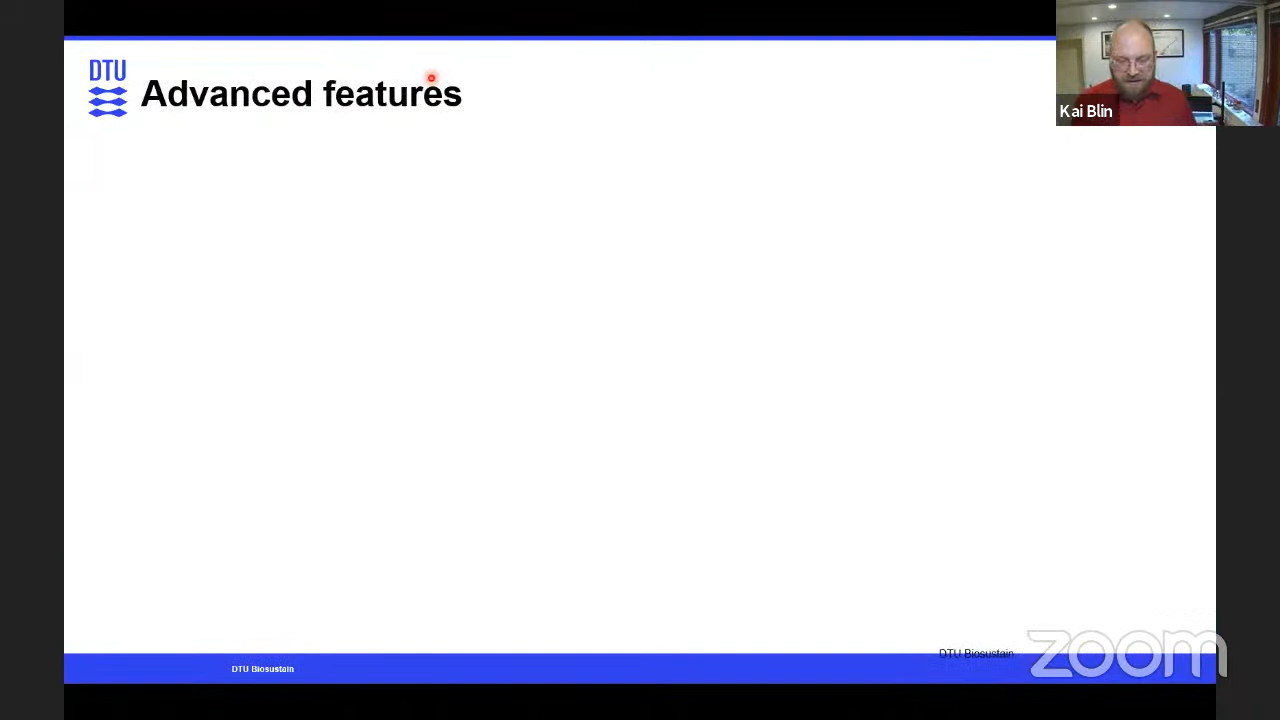 DTU
Advanced features
Kai Blin
DTU Biosustain
DTU Biosustain
zoom